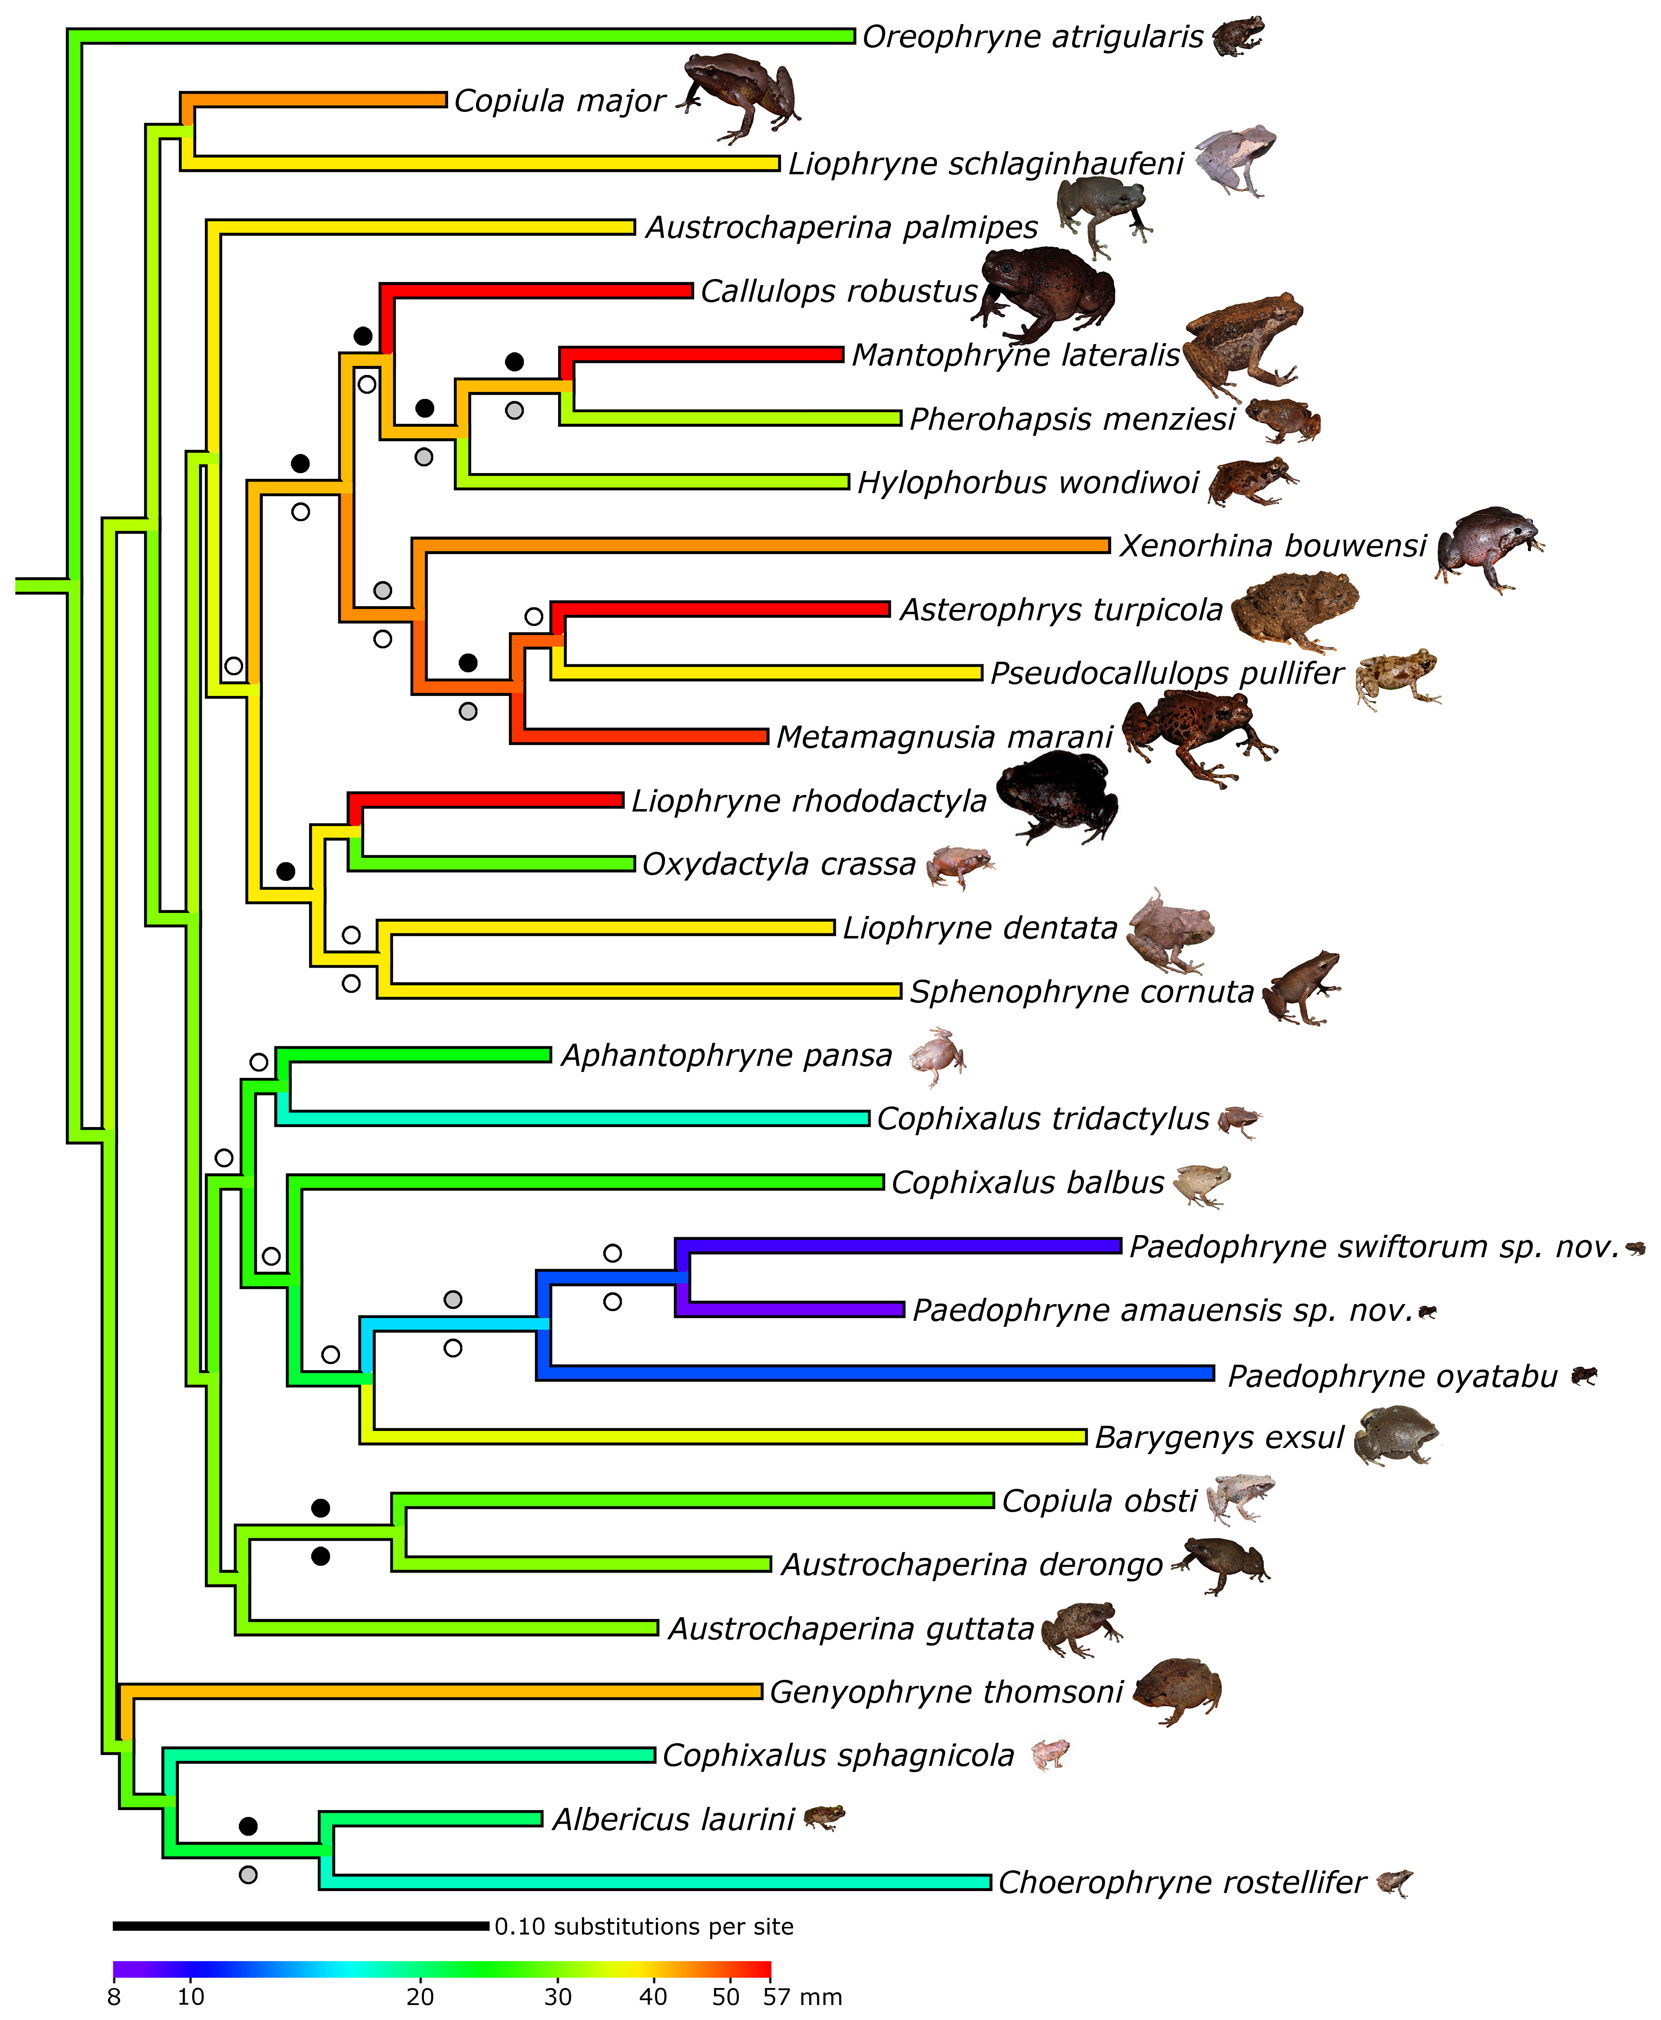 Oreophryne atrigularis
Copiula major
Liophryne schlaginhaufeni
Austrochaperina palmipes
Callulops robustus
Mantophryne lateralis
Pherohapsis menziesi
Hylophorbus wondiwoi
Xenorhina bouwensi
Asterophrys turpicola
Pseudocallulops pullifer
Metamagnusia marani
Liophryne rhododactyla
Oxydactyla crassa
Liophryne dentata
Sphenophryne cornuta
Aphantophryne pansa
Cophixalus tridactylus
Cophixalus balbus
Paedophryne swiftorum sp. nov.
Paedophryne amauensis sp. nov.
Paedophryne oyatabu
Barygenys exsul
Copiula obsti
Austrochaperina derongo
Austrochaperina guttata
Genyophryne thomsoni
Cophixalus sphagnicola
Albericus laurini
Choerophryne rostellifer
0.10 substitutions per site
8 10 20 30 40 50 57 mm